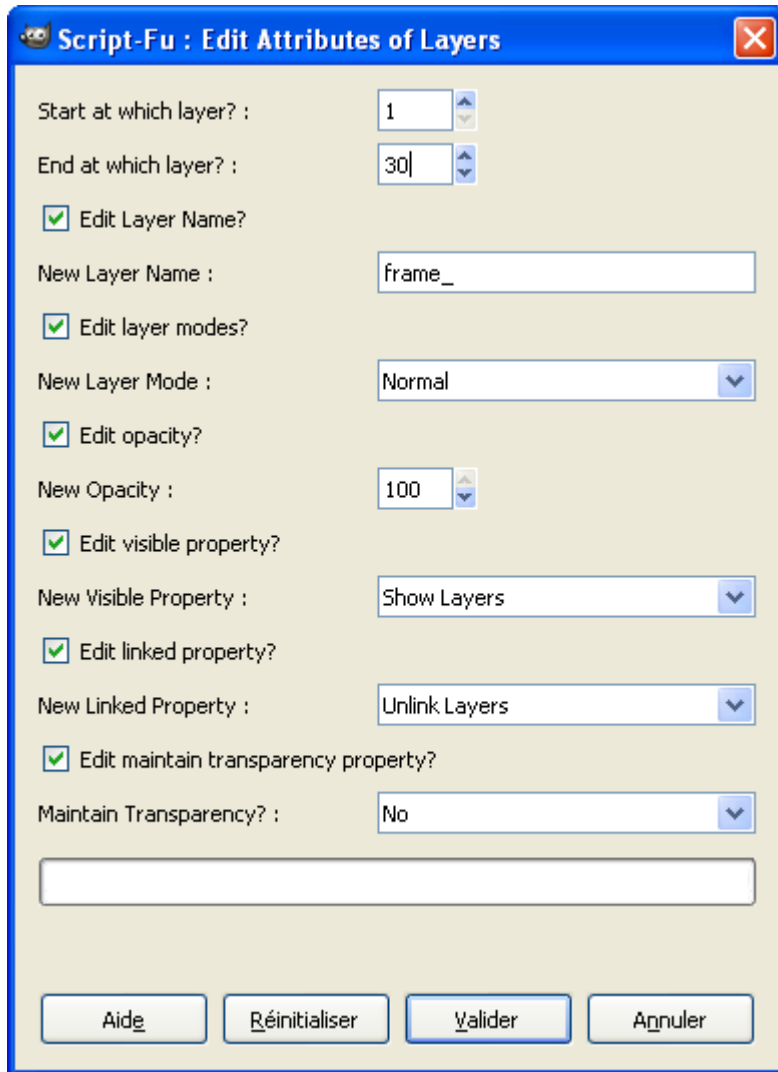 Script-Fu : Edit Attributes of Layers
Start at which layer? : 1
End at which layer? : 30
Edit Layer Name?
New Layer Name : frame_
Edit layer modes?
New Layer Mode : Normal
Edit opacity?
New Opacity : 100
Edit visible property?
New Visible Property : Show Layers
Edit linked property?
New Linked Property : Unlink Layers
Edit maintain transparency property?
Maintain Transparency? : No
Aide Réinitialiser Valider Annuler